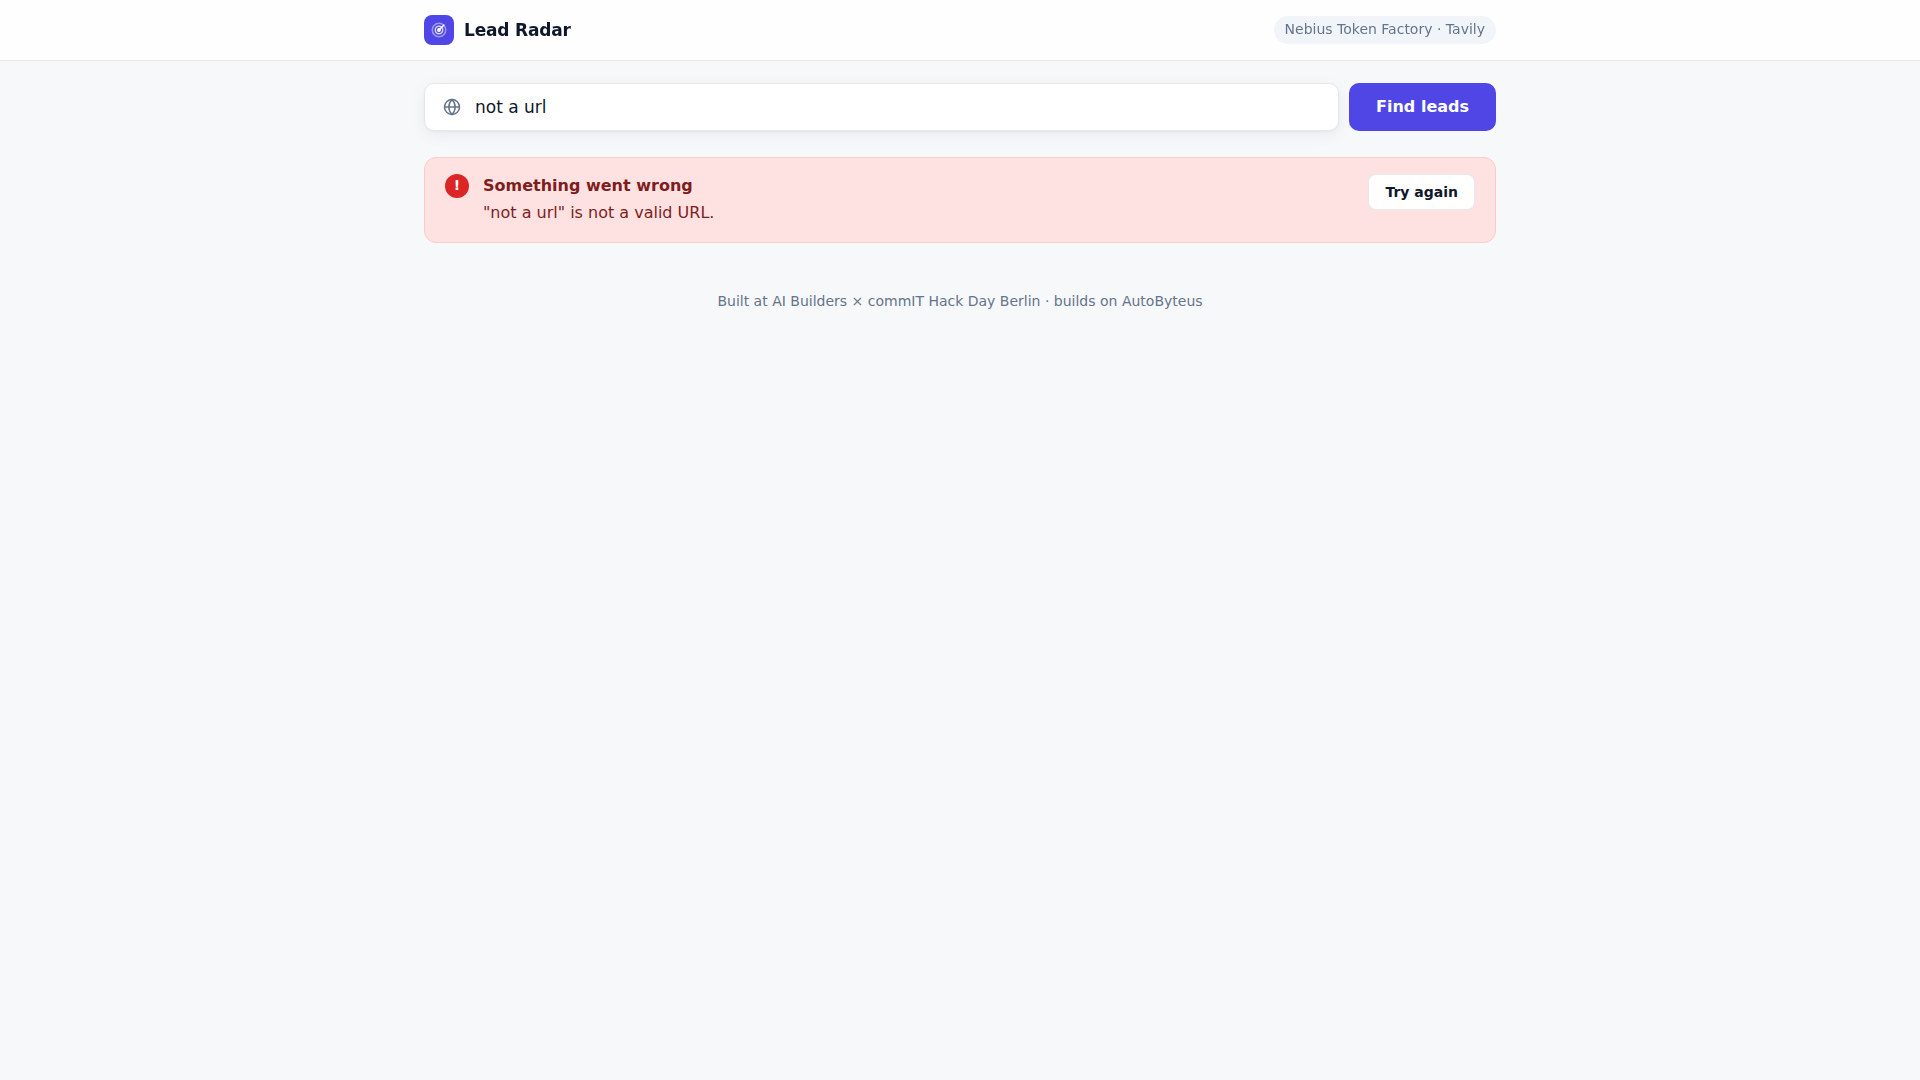 Lead Radar
Nebius Token Factory · Tavily
not a url
Find leads
!
Something went wrong
"not a url" is not a valid URL.
Try again
Built at AI Builders × commIT Hack Day Berlin · builds on AutoByteus